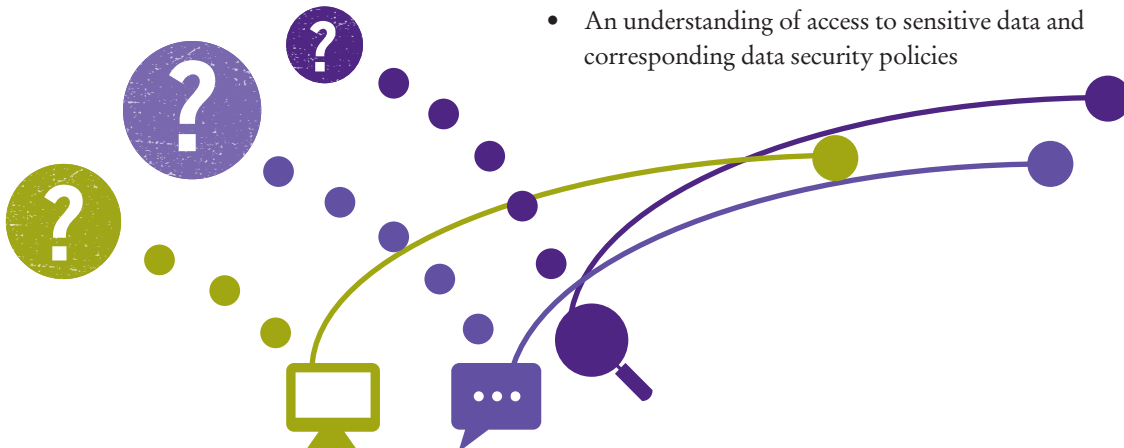 • An understanding of access to sensitive data and
corresponding data security policies
?
?
?